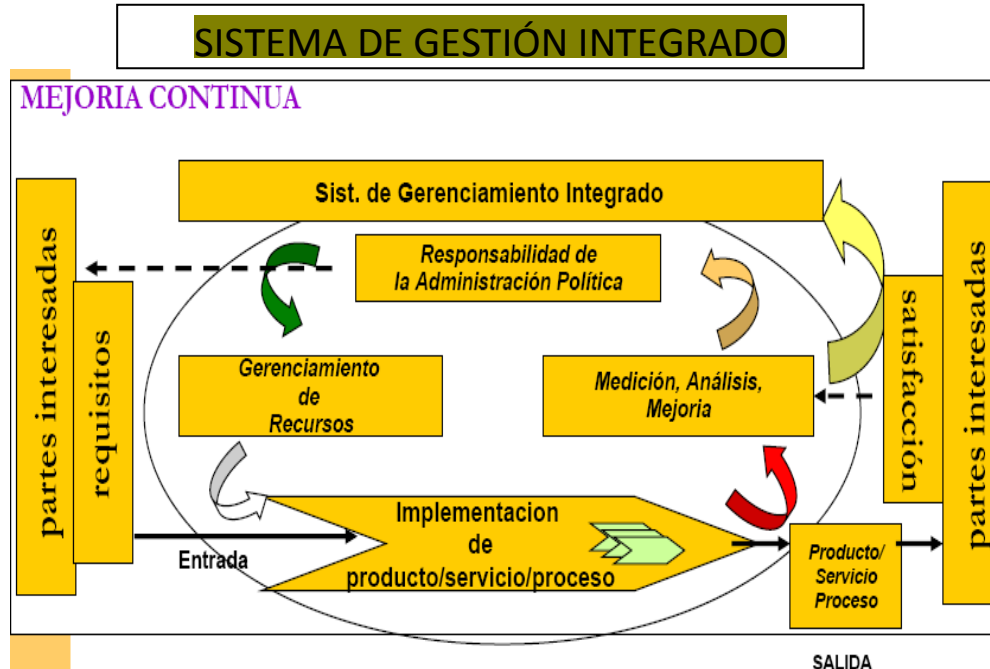 SISTEMA DE GESTIÓN INTEGRADO
MEJORIA CONTINUA
Sist. de Gerenciamiento Integrado
partes interesadas
requisitos
Responsabilidad de
la Administración Política
Gerenciamiento
de
Recursos
Medición, Análisis,
Mejoria
satisfacción
partes interesadas
Entrada
Implementacion
de
producto/servicio/proceso
Producto/
Servicio
Proceso
SALIDA